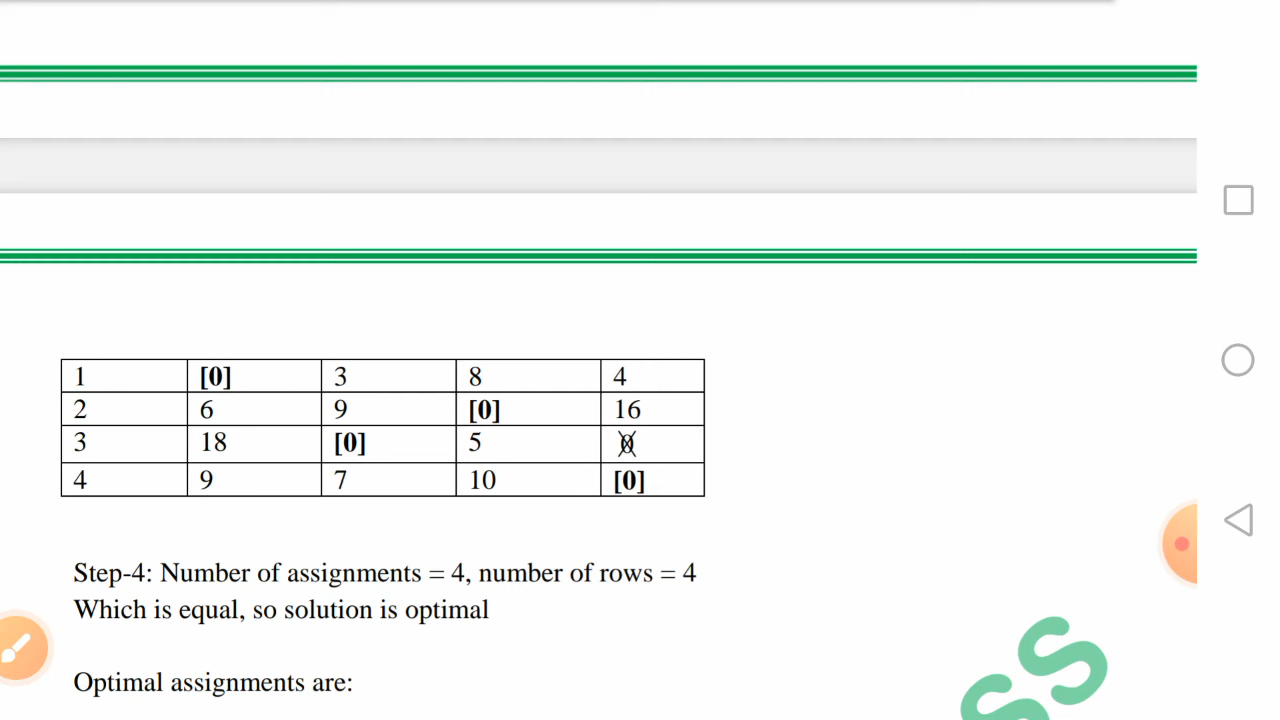 1 [0] 3 8 4
2 6 9 [0] 16
3 18 [0] 5 0
4 9 7 10 [0]
Step-4: Number of assignments = 4, number of rows = 4
Which is equal, so solution is optimal
Optimal assignments are: